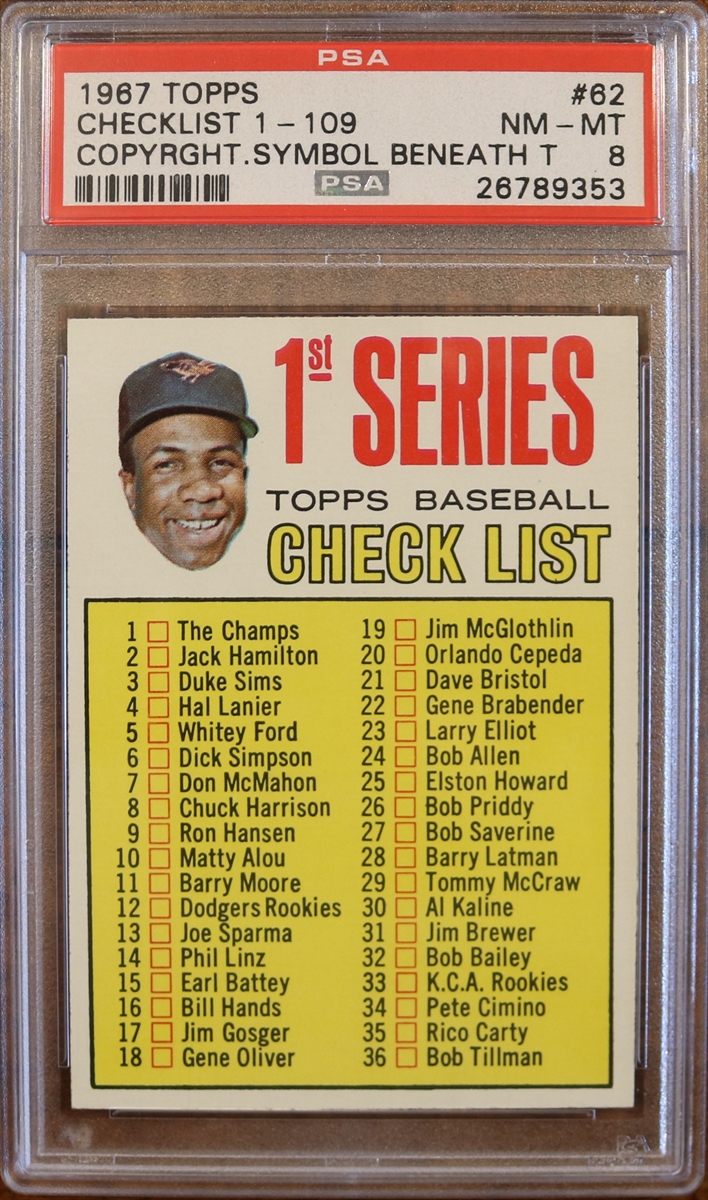 PSA
1967 TOPPS #62
CHECKLIST 1 - 109 NM - MT
COPYRGHT.SYMBOL BENEATH T 8
PSA 26789353
1st SERIES
TOPPS BASEBALL
CHECK LIST
1 The Champs
2 Jack Hamilton
3 Duke Sims
4 Hal Lanier
5 Whitey Ford
6 Dick Simpson
7 Don McMahon
8 Chuck Harrison
9 Ron Hansen
10 Matty Alou
11 Barry Moore
12 Dodgers Rookies
13 Joe Sparma
14 Phil Linz
15 Earl Battey
16 Bill Hands
17 Jim Gosger
18 Gene Oliver
19 Jim McGlothlin
20 Orlando Cepeda
21 Dave Bristol
22 Gene Brabender
23 Larry Elliot
24 Bob Allen
25 Elston Howard
26 Bob Priddy
27 Bob Saverine
28 Barry Latman
29 Tommy McCraw
30 Al Kaline
31 Jim Brewer
32 Bob Bailey
33 K.C.A. Rookies
34 Pete Cimino
35 Rico Carty
36 Bob Tillman